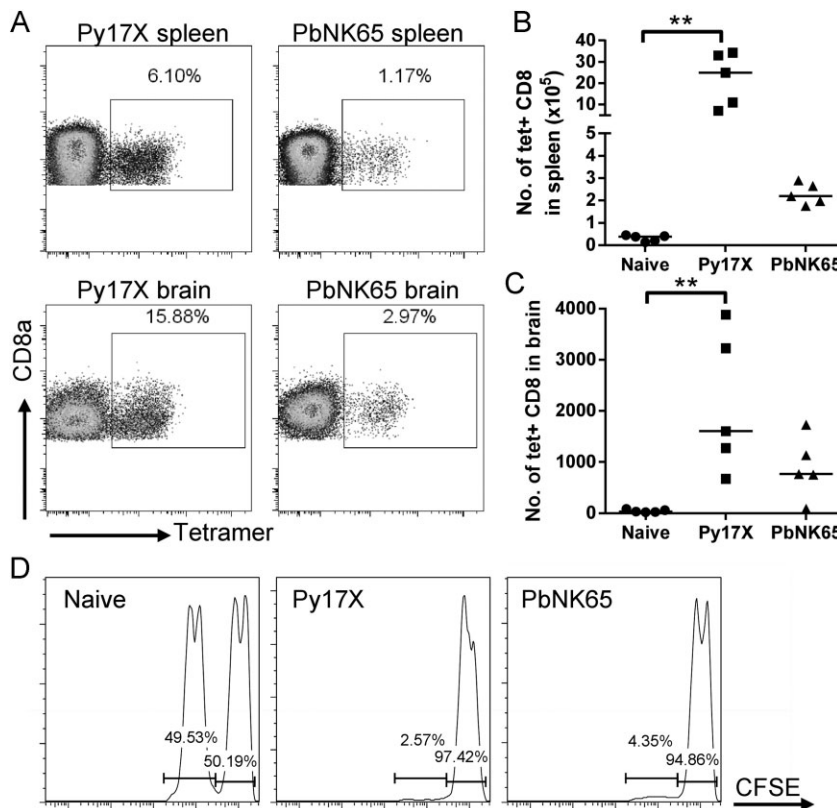 A
Py17X spleen
6.10%
PbNK65 spleen
1.17%
Py17X brain
15.88%
PbNK65 brain
2.97%
CD8a
Tetramer
B
**
No. of tet+ CD8
in spleen (x10⁵)
40
30
20
10
6
4
2
0
Naive Py17X PbNK65
C
**
No. of tet+ CD8 in brain
4000
3000
2000
1000
0
Naive Py17X PbNK65
D
Naive
49.53%
50.19%
Py17X
2.57%
97.42%
PbNK65
4.35%
94.86%
CFSE